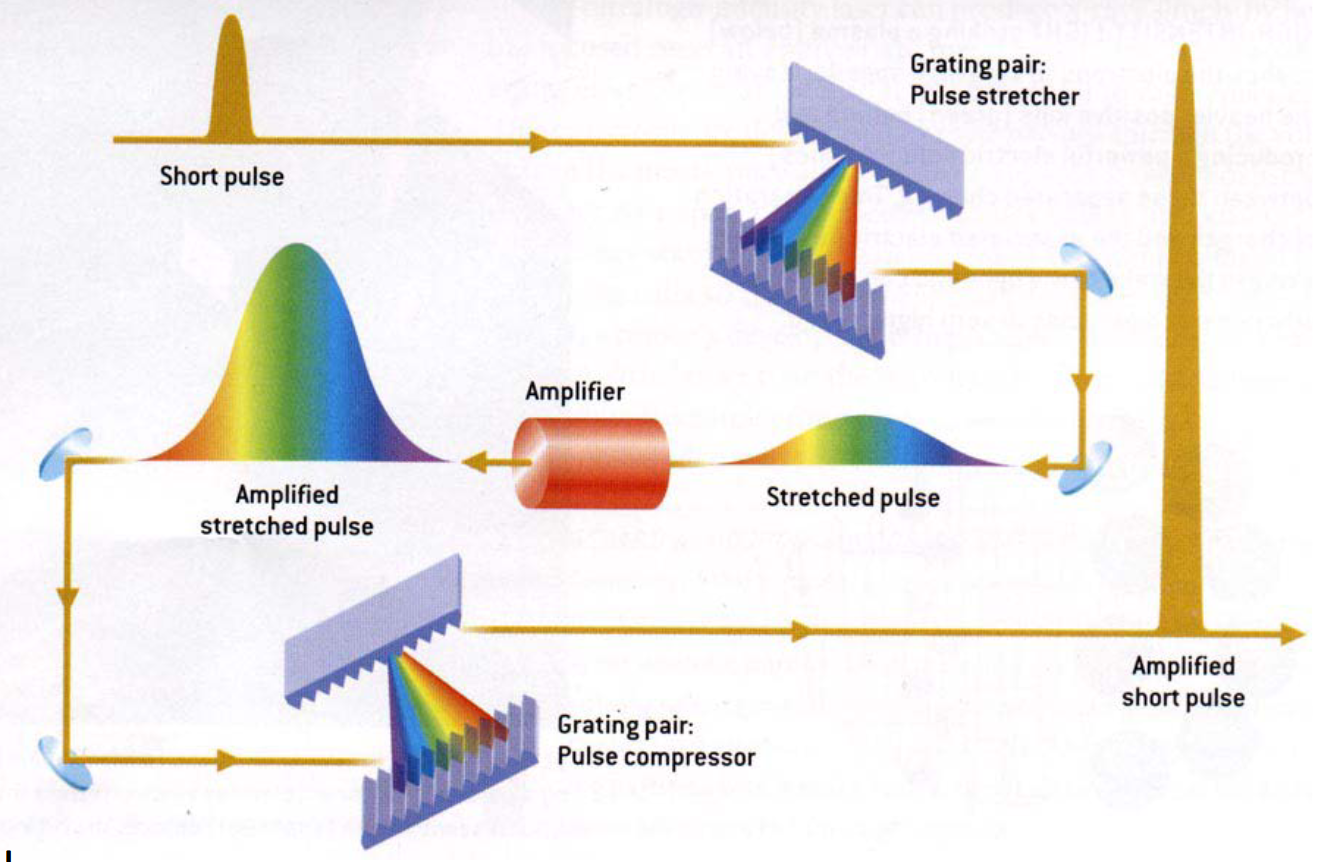 Grating pair:
Pulse stretcher
Short pulse
Amplifier
Amplified
stretched pulse
Stretched pulse
Amplified
short pulse
Grating pair:
Pulse compressor